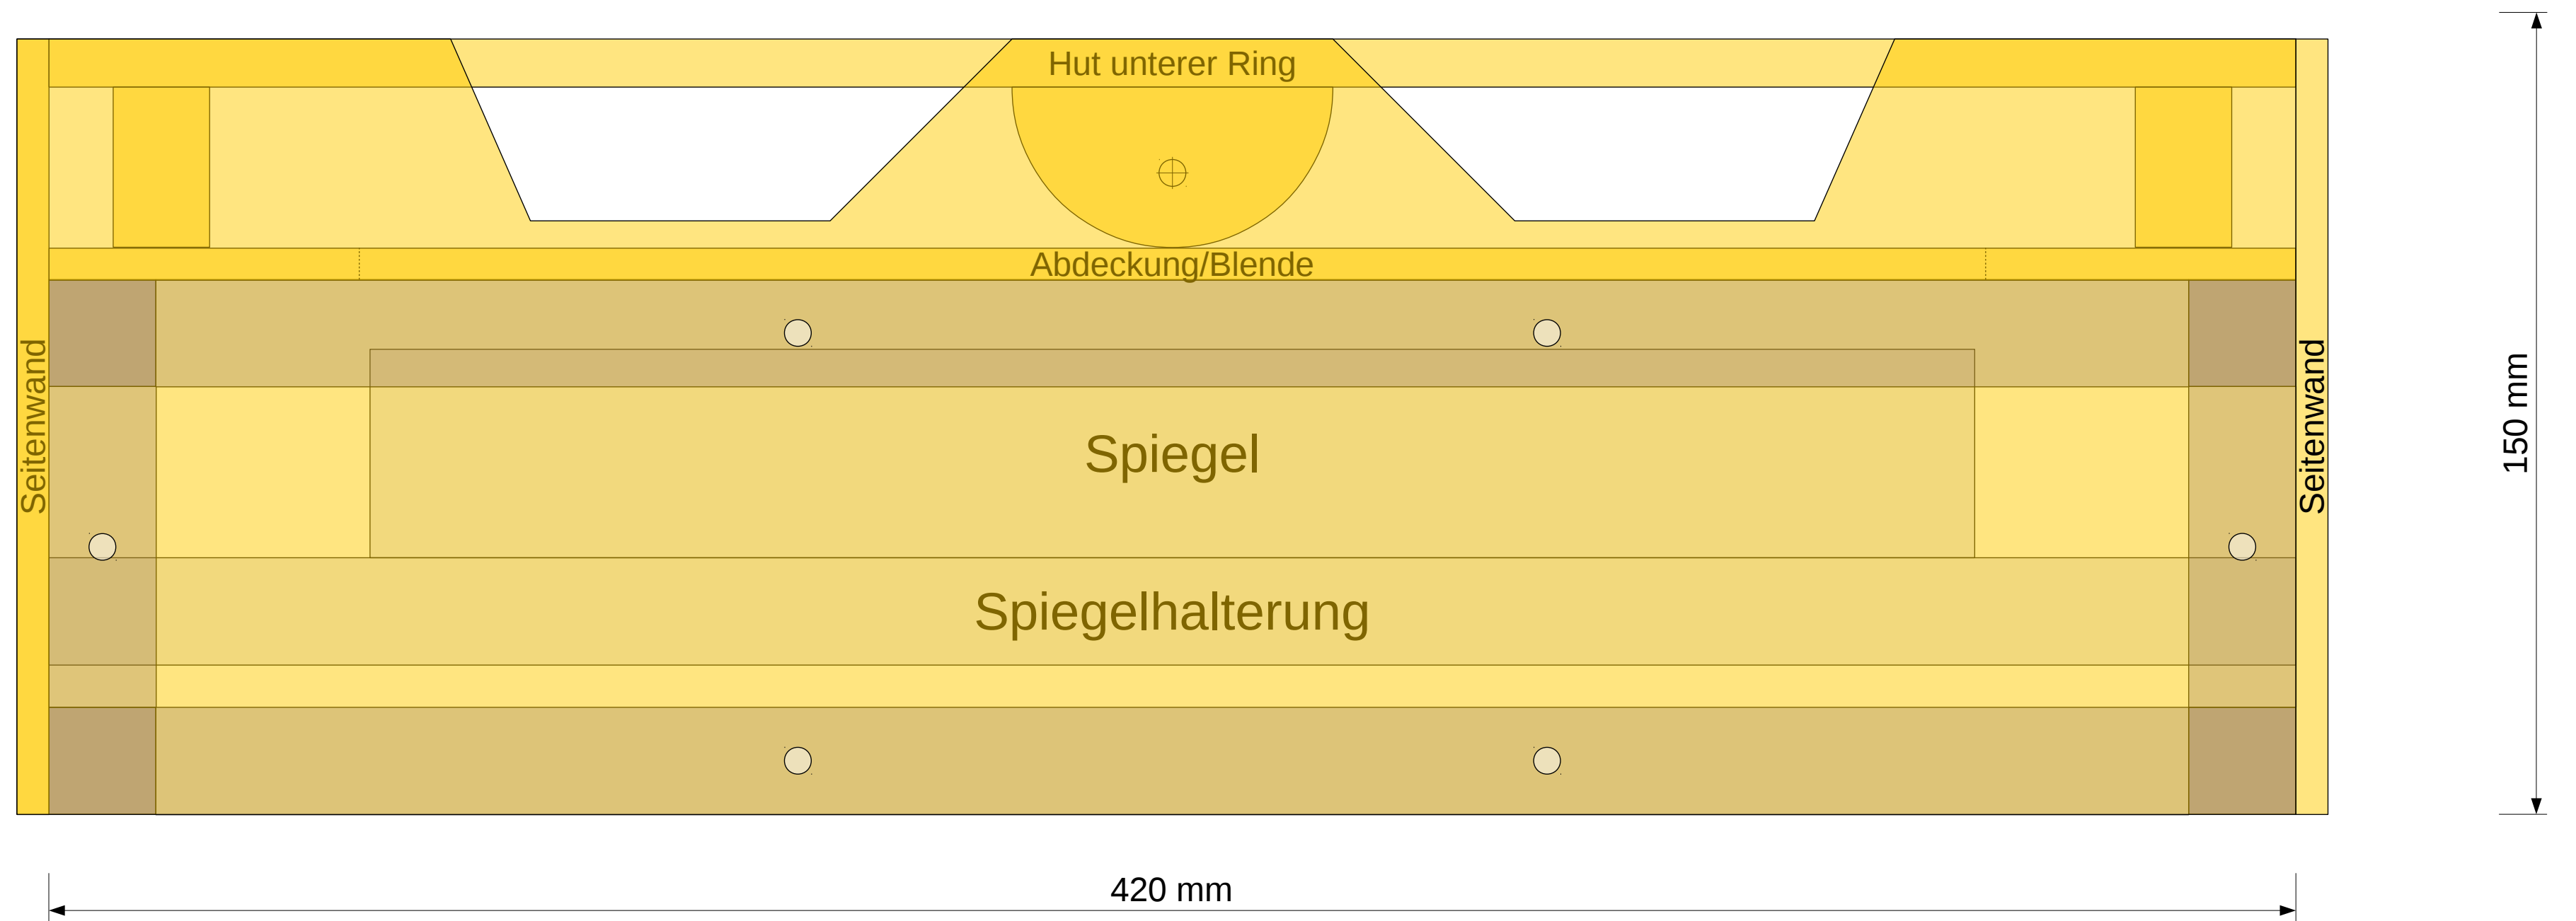 Hut unterer Ring
Abdeckung/Blende
Seitenwand
Seitenwand
150 mm
Spiegel
Spiegelhalterung
420 mm